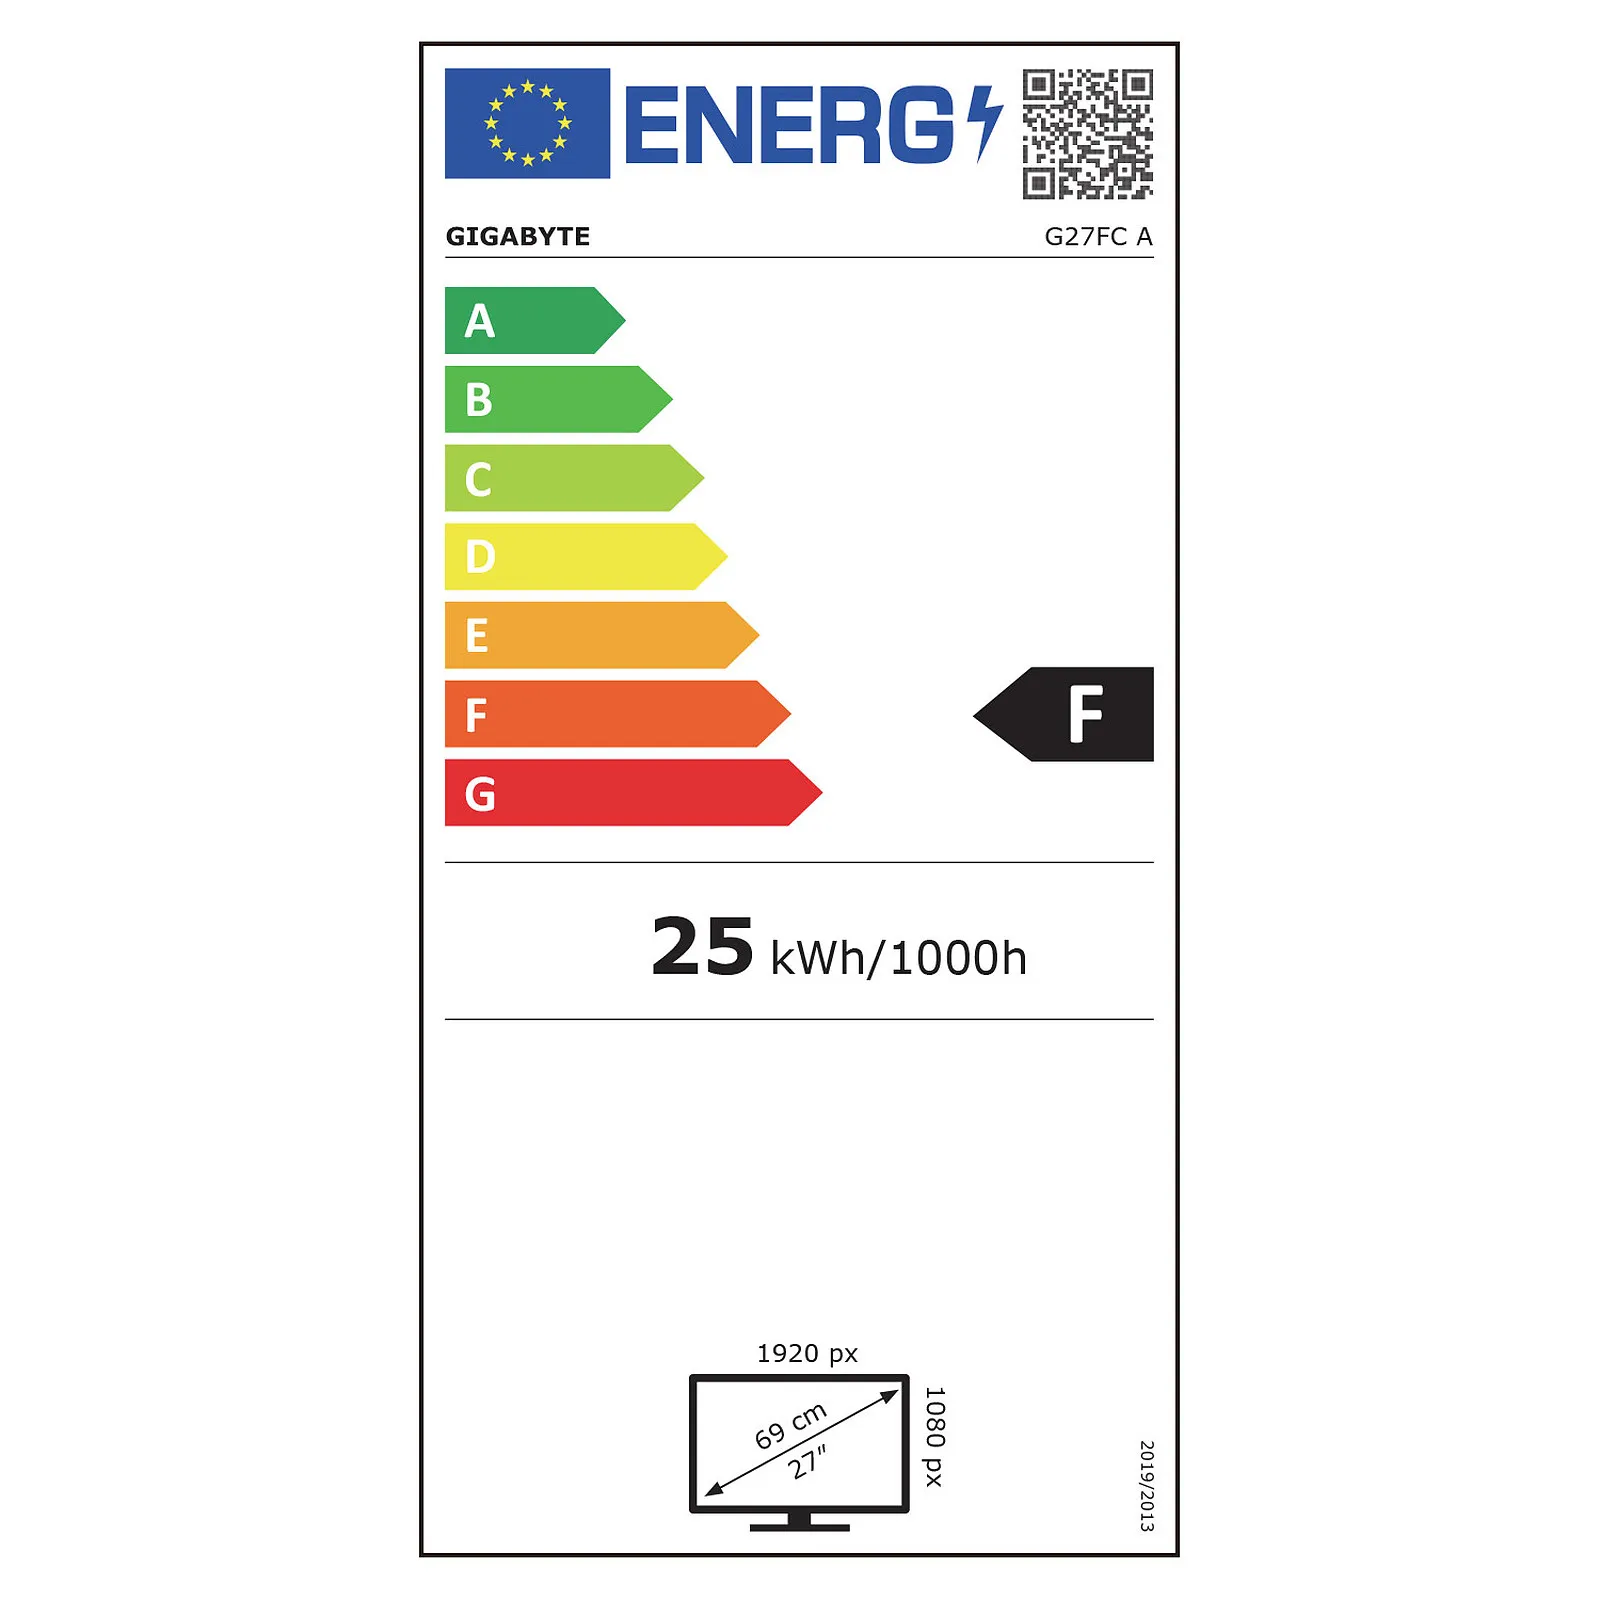 ENERG
GIGABYTE
G27FC A
A
B
C
D
E
F
F
G
25 kWh/1000h
1920 px
69 cm
27"
1080 px
2019/2013